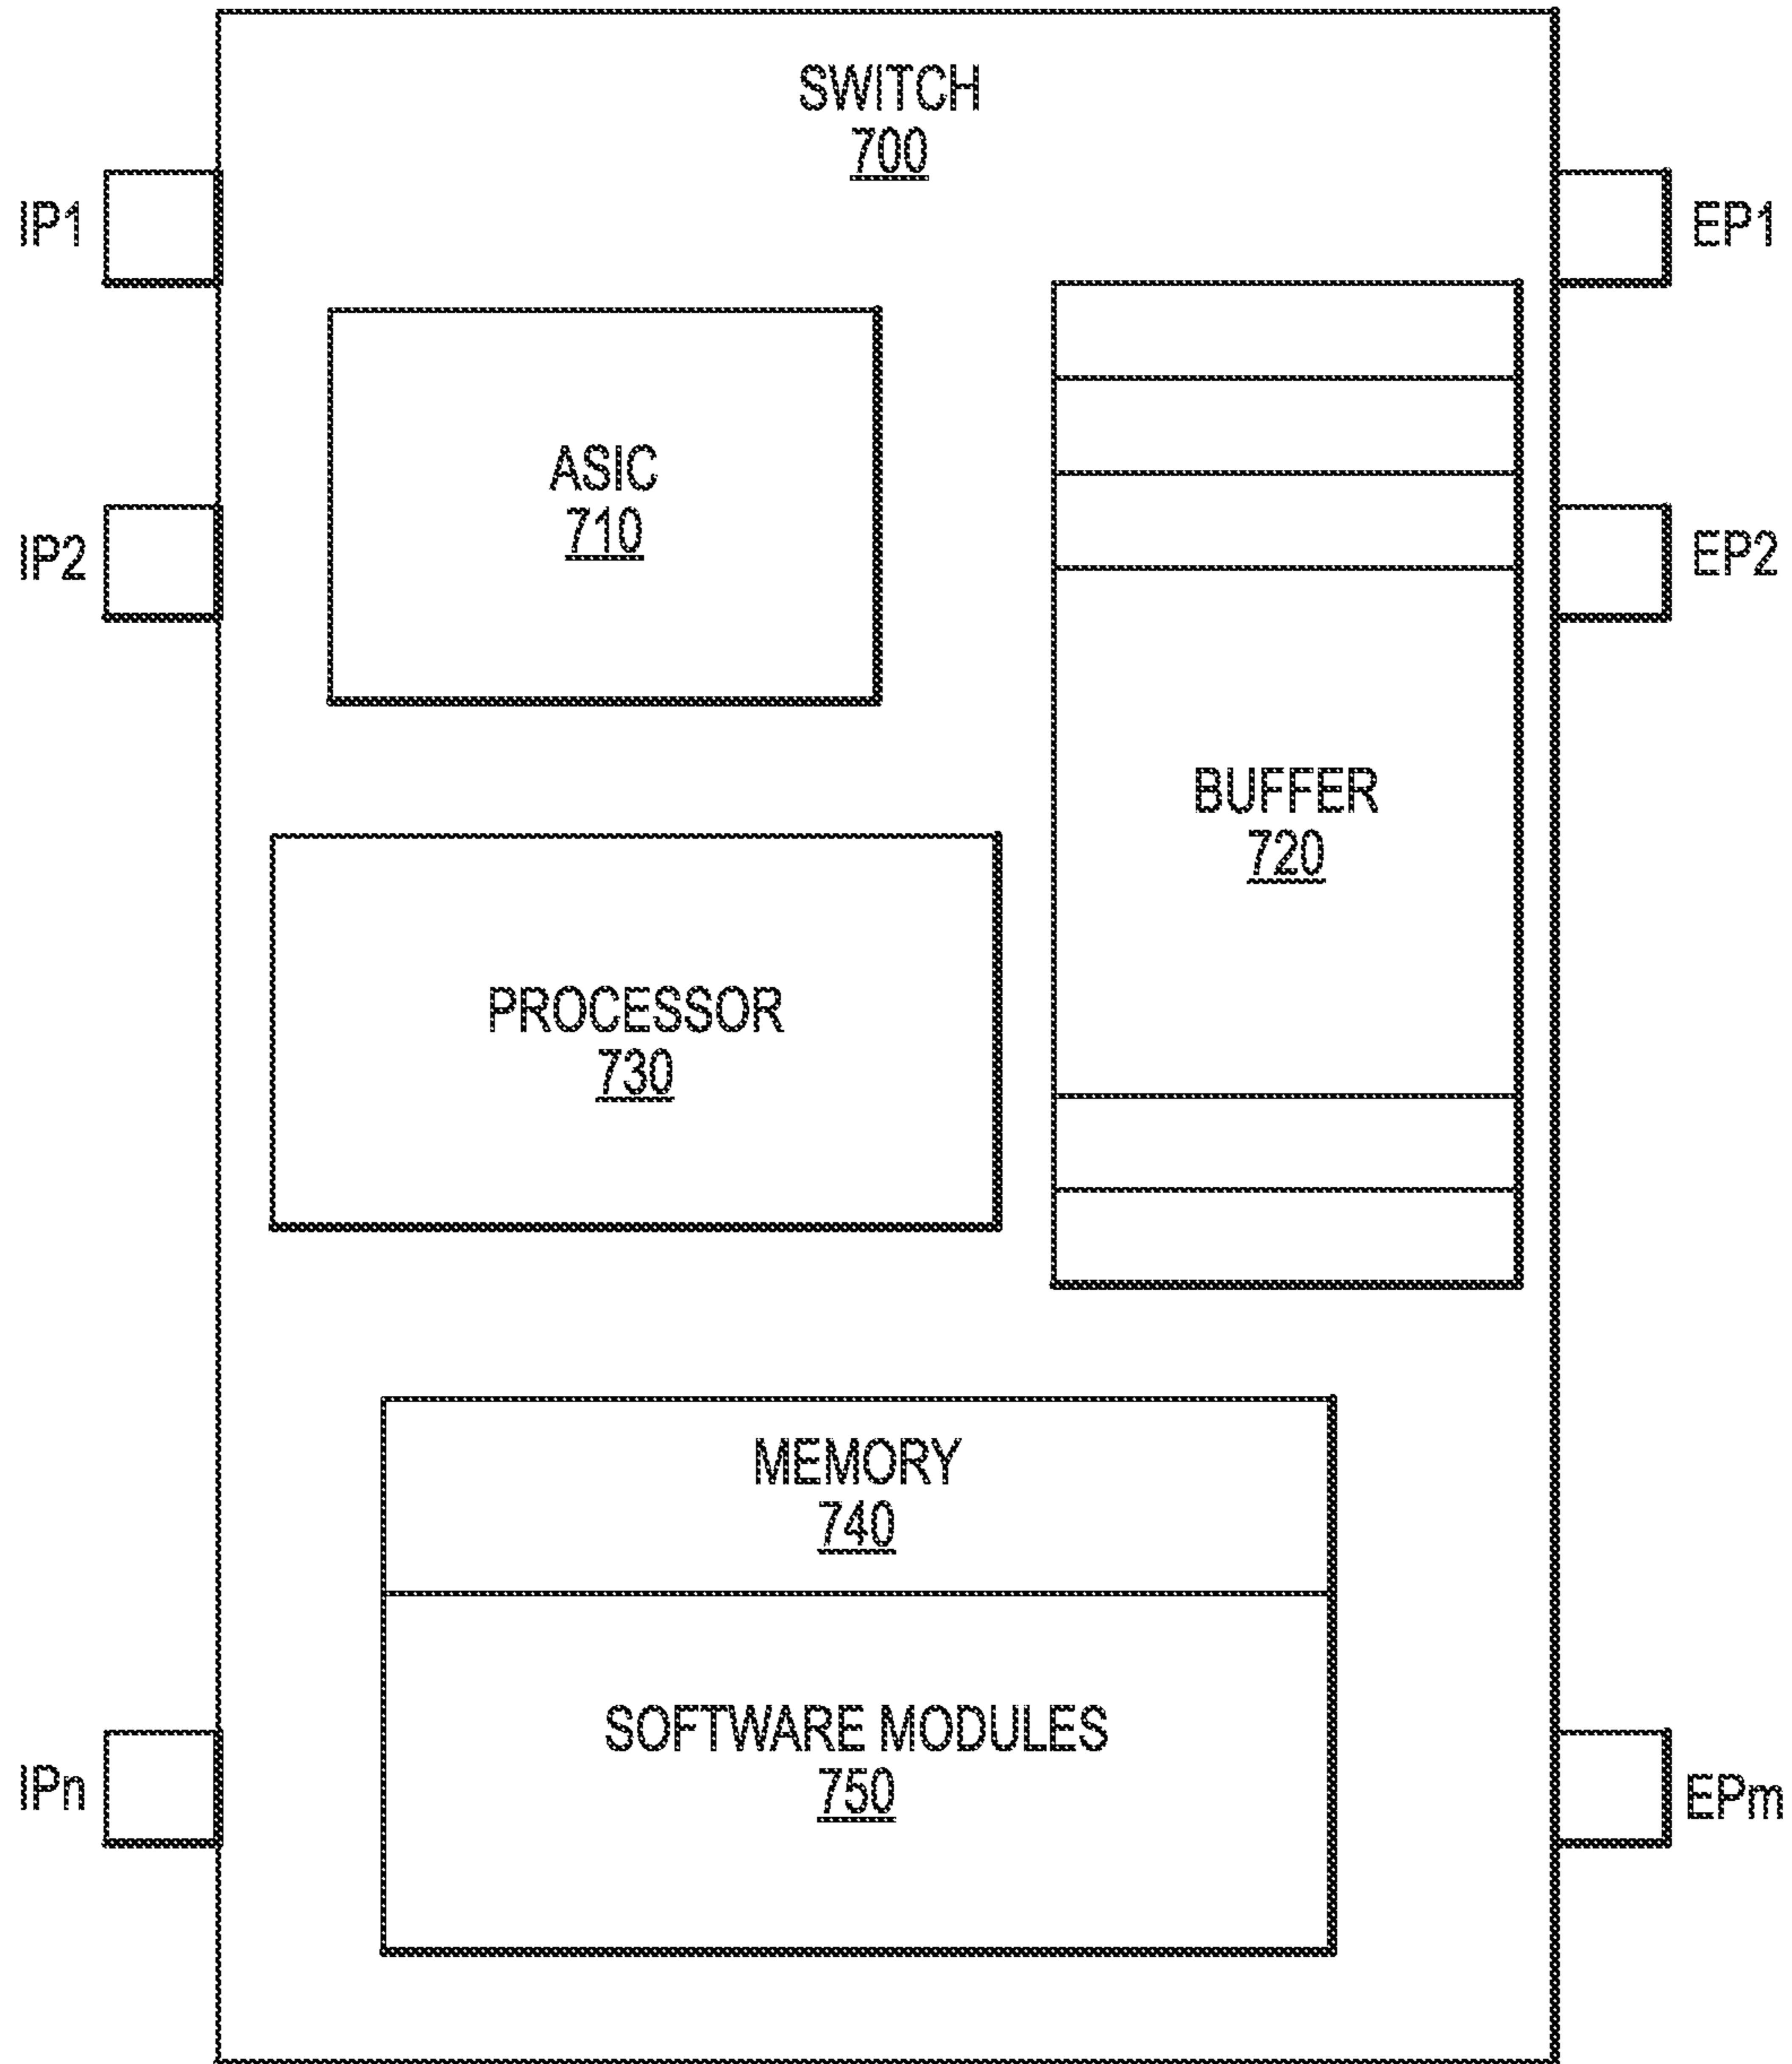 SWITCH
700
IP1
EP1
ASIC
710
IP2
EP2
BUFFER
720
PROCESSOR
730
MEMORY
740
SOFTWARE MODULES
750
IPn
EPm